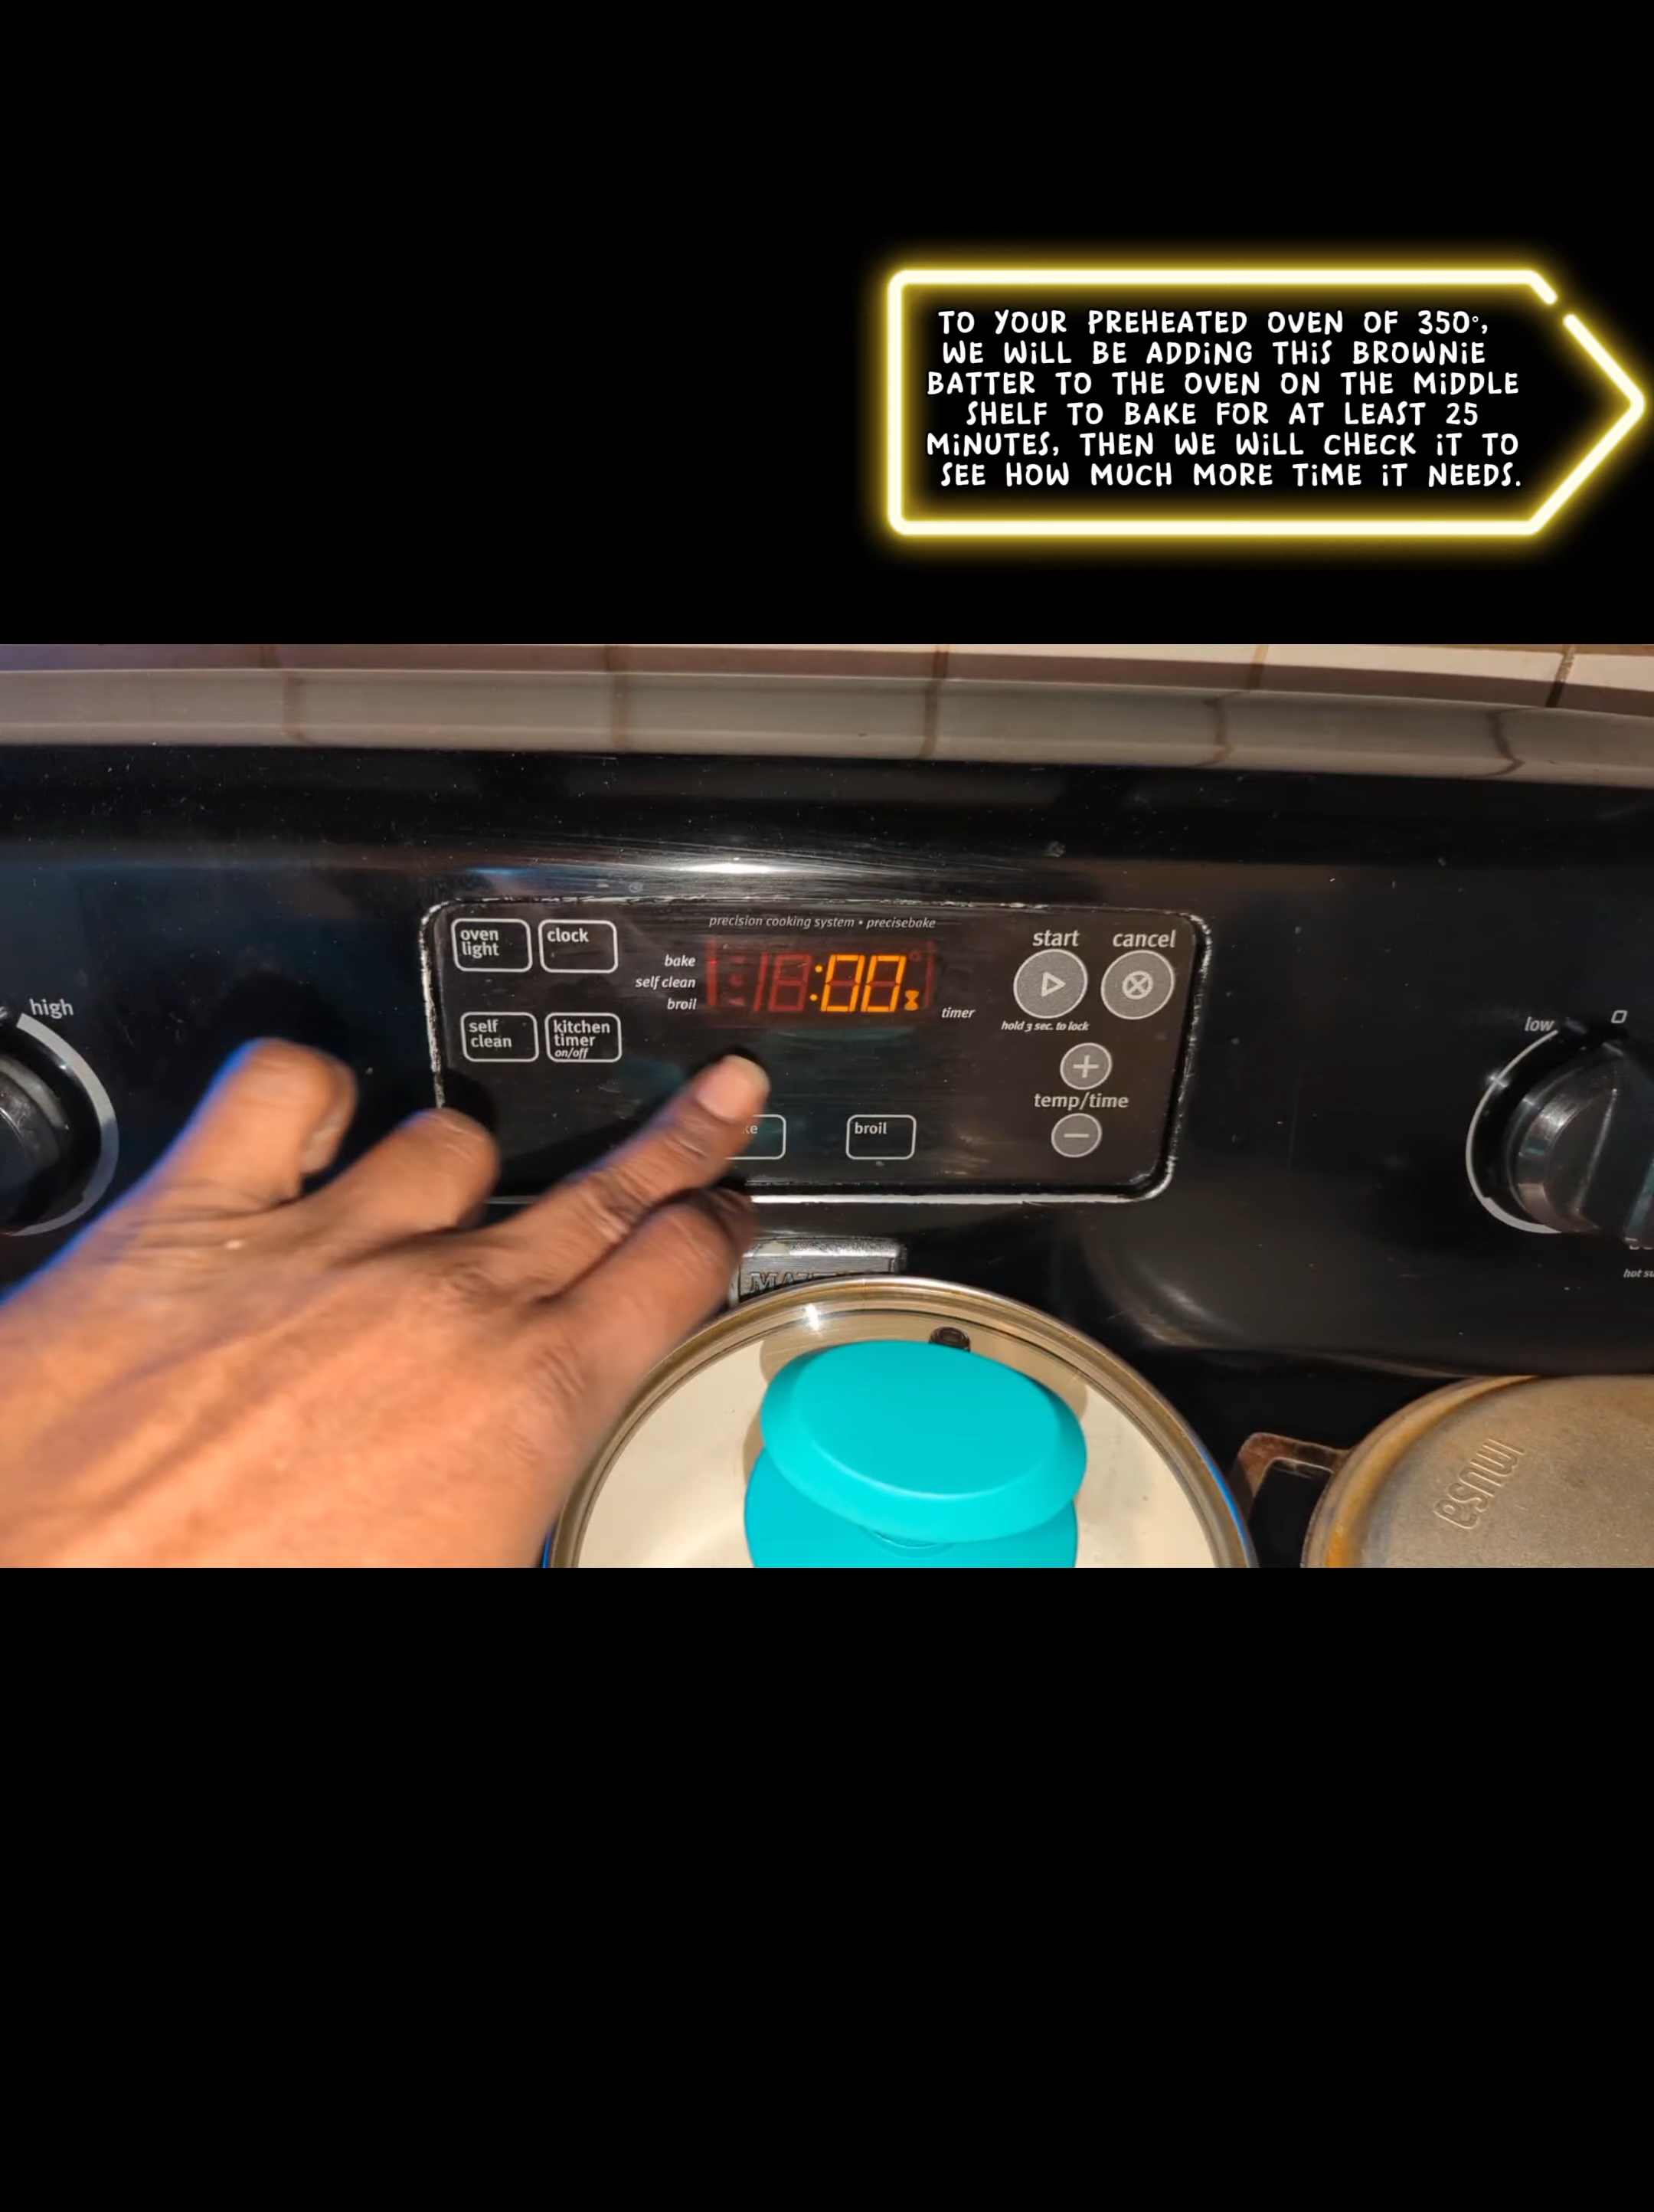 TO YOUR PREHEATED OVEN OF 350°,
WE WILL BE ADDING THIS BROWNIE
BATTER TO THE OVEN ON THE MIDDLE
SHELF TO BAKE FOR AT LEAST 25
MINUTES, THEN WE WILL CHECK IT TO
SEE HOW MUCH MORE TIME IT NEEDS.
precision cooking system • precisebake
oven
light
clock
bake
self clean
broil
:00
timer
start
cancel
hold 3 sec. to lock
self
clean
kitchen
timer
on/off
temp/time
broil
high
low
imusa